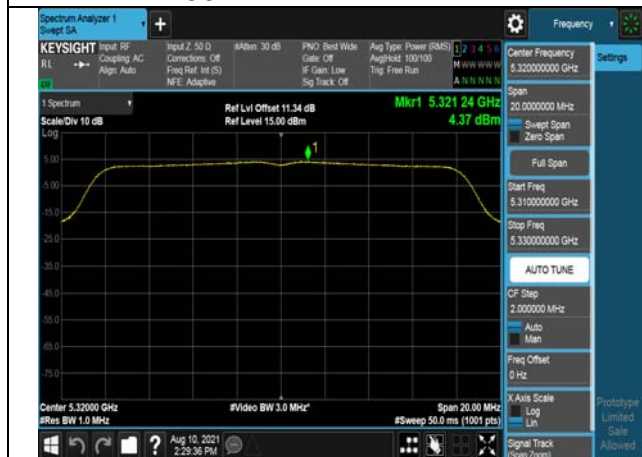 Spectrum Analyzer 1
Swept SA
+
Frequency
KEYSIGHT
RL
Input: RF
Coupling: AC
Align: Auto
Input Z: 50 Ω
Corrections: Off
Freq Ref: Int (S)
NFE: Adaptive
#Atten: 30 dB
PNO: Best Wide
Gate: Off
IF Gain: Low
Sig Track: Off
Avg Type: Power (RMS)
Avg|Hold: 100/100
Trig: Free Run
1 2 3 4 5 6
M W W W W W
A N N N N N
LV
1 Spectrum
Scale/Div 10 dB
Log
Ref Lvl Offset 11.34 dB
Ref Level 15.00 dBm
Mkr1 5.321 24 GHz
4.37 dBm
1
5.00
-5.00
-15.0
-25.0
-35.0
-45.0
-55.0
-65.0
-75.0
Center 5.32000 GHz
#Res BW 1.0 MHz
#Video BW 3.0 MHz*
Span 20.00 MHz
#Sweep 50.0 ms (1001 pts)
?
Aug 10, 2021
2:29:36 PM
Center Frequency
5.320000000 GHz
Settings
Span
20.0000000 MHz
Swept Span
Zero Span
Full Span
Start Freq
5.310000000 GHz
Stop Freq
5.330000000 GHz
AUTO TUNE
CF Step
2.000000 MHz
Auto
Man
Freq Offset
0 Hz
X Axis Scale
Log
Lin
Signal Track
(Span Zoom)
Prototype
Limited
Sale
Allowed